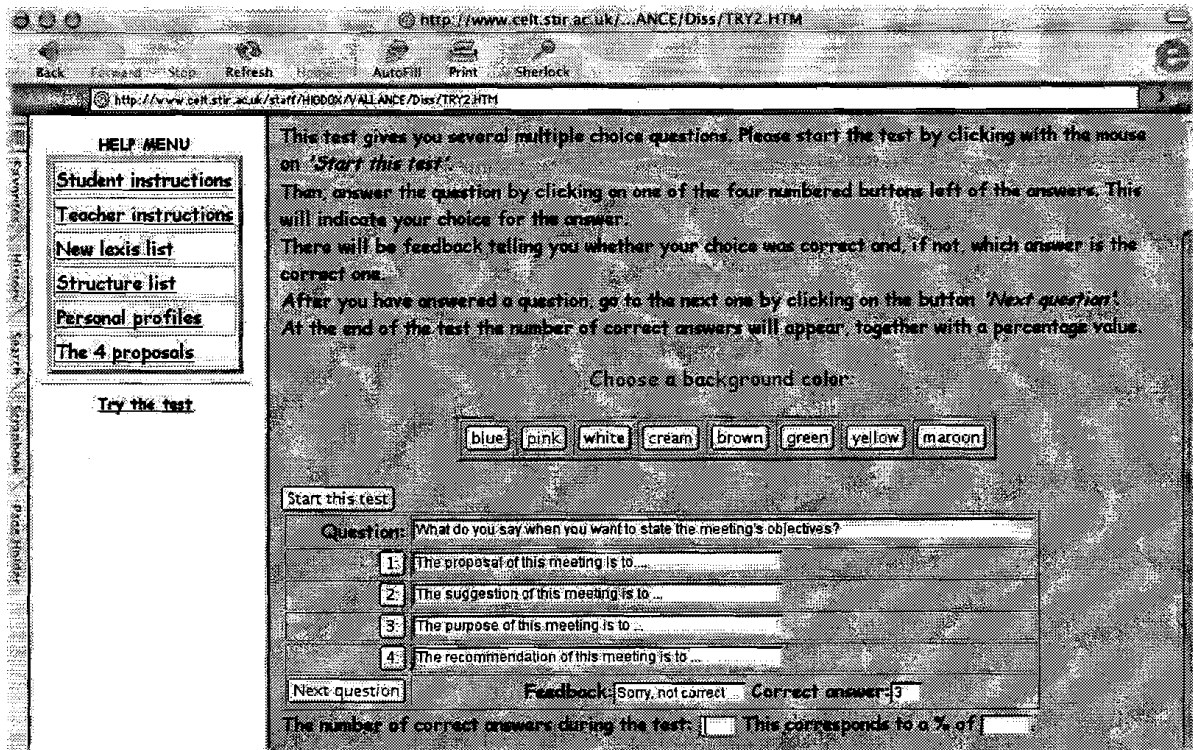 http://www.celt.stir.ac.uk/...ANCE/Diss/TRY2.HTM
Back Forward Stop Refresh Home AutoFill Print Sherlock
http://www.celt.stir.ac.uk/staff/HIGDOX/VALLANCE/Diss/TRY2.HTM
Favorites History Search Scrapbook Page Holder
HELP MENU
Student instructions
Teacher instructions
New lexis list
Structure list
Personal profiles
The 4 proposals
Try the test
This test gives you several multiple choice questions. Please start the test by clicking with the mouse
on 'Start this test'.
Then, answer the question by clicking on one of the four numbered buttons left of the answers. This
will indicate your choice for the answer.
There will be feedback telling you whether your choice was correct and, if not, which answer is the
correct one.
After you have answered a question, go to the next one by clicking on the button 'Next question'.
At the end of the test the number of correct answers will appear, together with a percentage value.
Choose a background color:
blue pink white cream brown green yellow maroon
Start this test
Question: What do you say when you want to state the meeting's objectives?
1: The proposal of this meeting is to ...
2: The suggestion of this meeting is to ...
3: The purpose of this meeting is to ...
4: The recommendation of this meeting is to ...
Next question Feedback: Sorry, not correct ... Correct answer: 3
The number of correct answers during the test: This corresponds to a % of